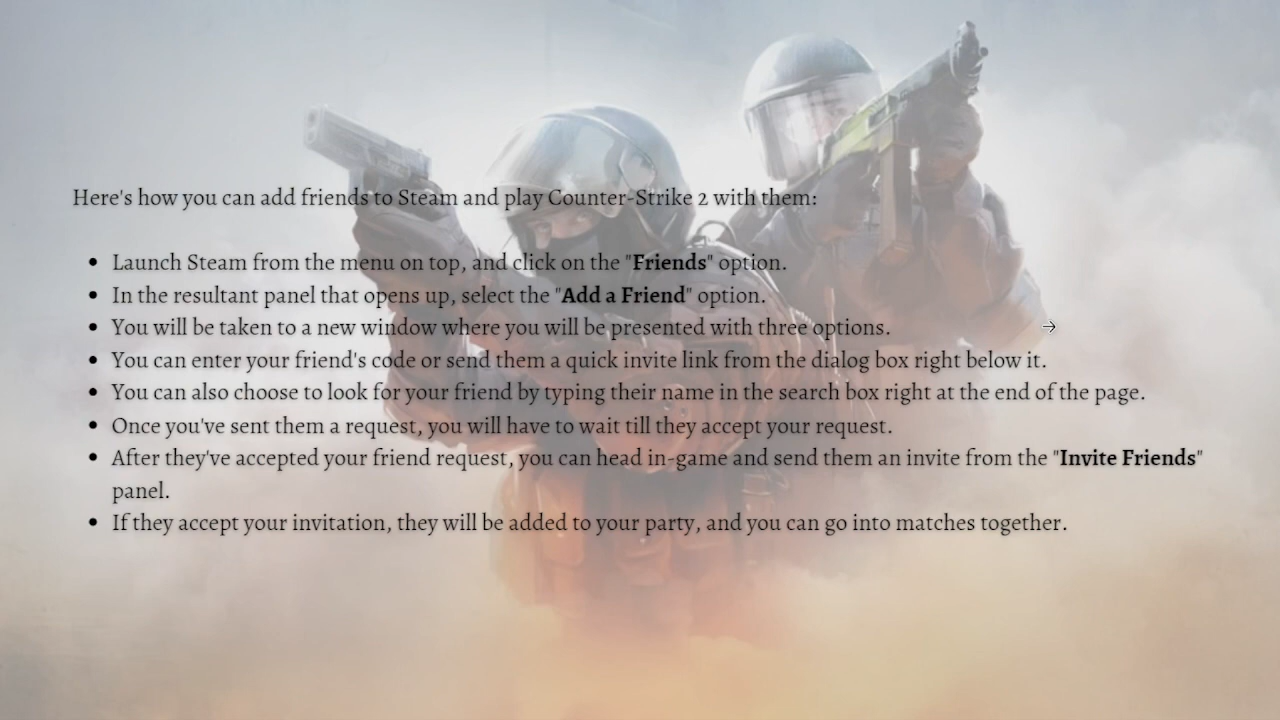 Here's how you can add friends to Steam and play Counter-Strike 2 with them:
• Launch Steam from the menu on top, and click on the "Friends" option.
• In the resultant panel that opens up, select the "Add a Friend" option.
• You will be taken to a new window where you will be presented with three options.
• You can enter your friend's code or send them a quick invite link from the dialog box right below it.
• You can also choose to look for your friend by typing their name in the search box right at the end of the page.
• Once you've sent them a request, you will have to wait till they accept your request.
• After they've accepted your friend request, you can head in-game and send them an invite from the "Invite Friends"
panel.
• If they accept your invitation, they will be added to your party, and you can go into matches together.